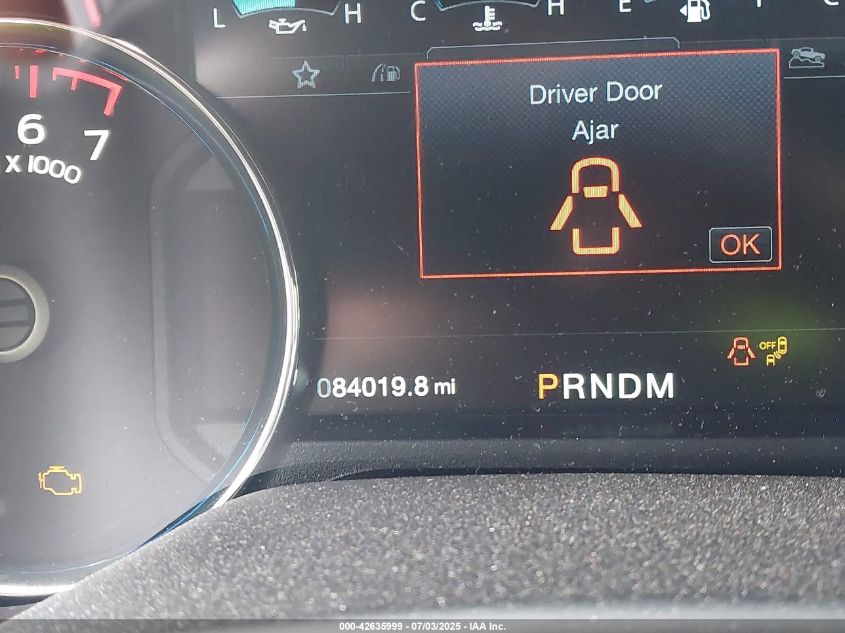 L H C H E
Driver Door
Ajar
OK
6
7
X 1000
OFF
084019.8 mi
PRNDM
000-42635999 - 07/03/2025 - IAA Inc.